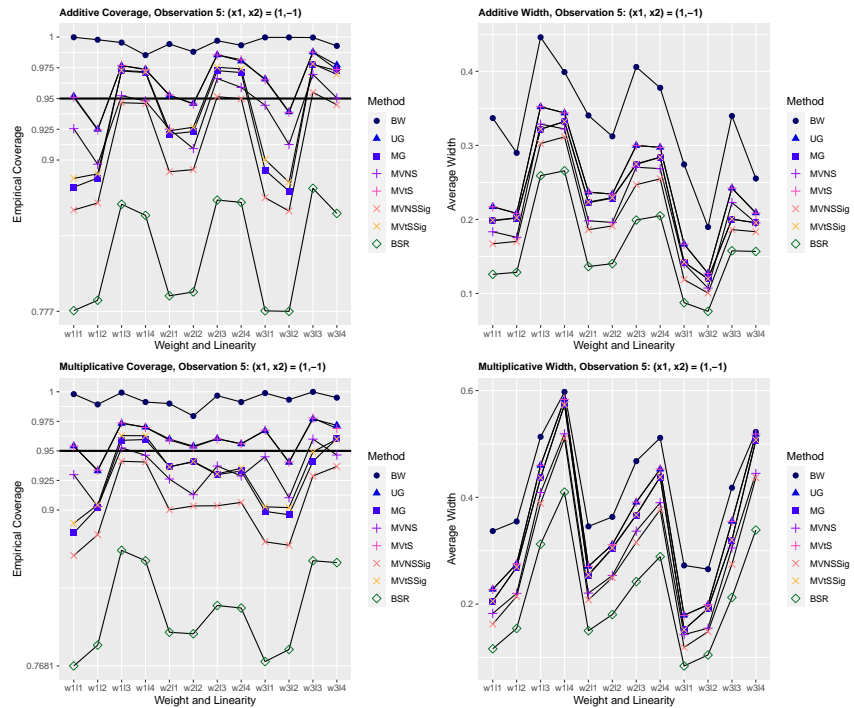 Additive Coverage, Observation 5: (x1, x2) = (1,−1)
Empirical Coverage
1
0.975
0.95
0.925
0.9
0.777
w1l1 w1l2 w1l3 w1l4 w2l1 w2l2 w2l3 w2l4 w3l1 w3l2 w3l3 w3l4
Weight and Linearity
Method
BW
UG
MG
MVNS
MVtS
MVNSSig
MVtSSig
BSR
Additive Width, Observation 5: (x1, x2) = (1,−1)
Average Width
0.4
0.3
0.2
0.1
w1l1 w1l2 w1l3 w1l4 w2l1 w2l2 w2l3 w2l4 w3l1 w3l2 w3l3 w3l4
Weight and Linearity
Method
BW
UG
MG
MVNS
MVtS
MVNSSig
MVtSSig
BSR
Multiplicative Coverage, Observation 5: (x1, x2) = (1,−1)
Empirical Coverage
1
0.975
0.95
0.925
0.9
0.7681
w1l1 w1l2 w1l3 w1l4 w2l1 w2l2 w2l3 w2l4 w3l1 w3l2 w3l3 w3l4
Weight and Linearity
Method
BW
UG
MG
MVNS
MVtS
MVNSSig
MVtSSig
BSR
Multiplicative Width, Observation 5: (x1, x2) = (1,−1)
Average Width
0.6
0.4
0.2
w1l1 w1l2 w1l3 w1l4 w2l1 w2l2 w2l3 w2l4 w3l1 w3l2 w3l3 w3l4
Weight and Linearity
Method
BW
UG
MG
MVNS
MVtS
MVNSSig
MVtSSig
BSR